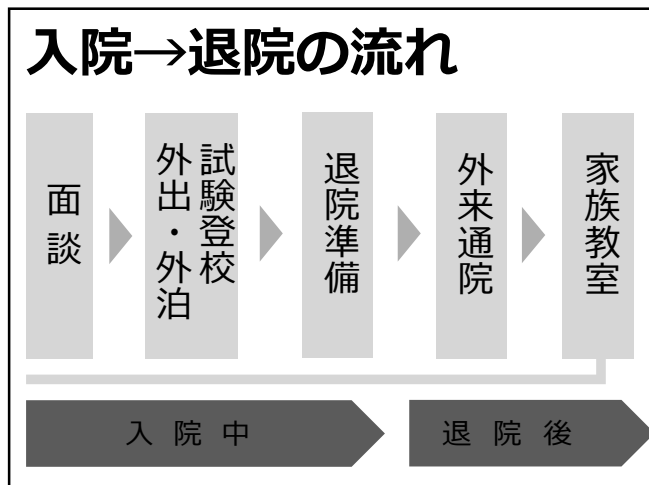 入院→退院の流れ
面談
試験登校
外出・外泊
退院準備
外来通院
家族教室
入院中
退院後